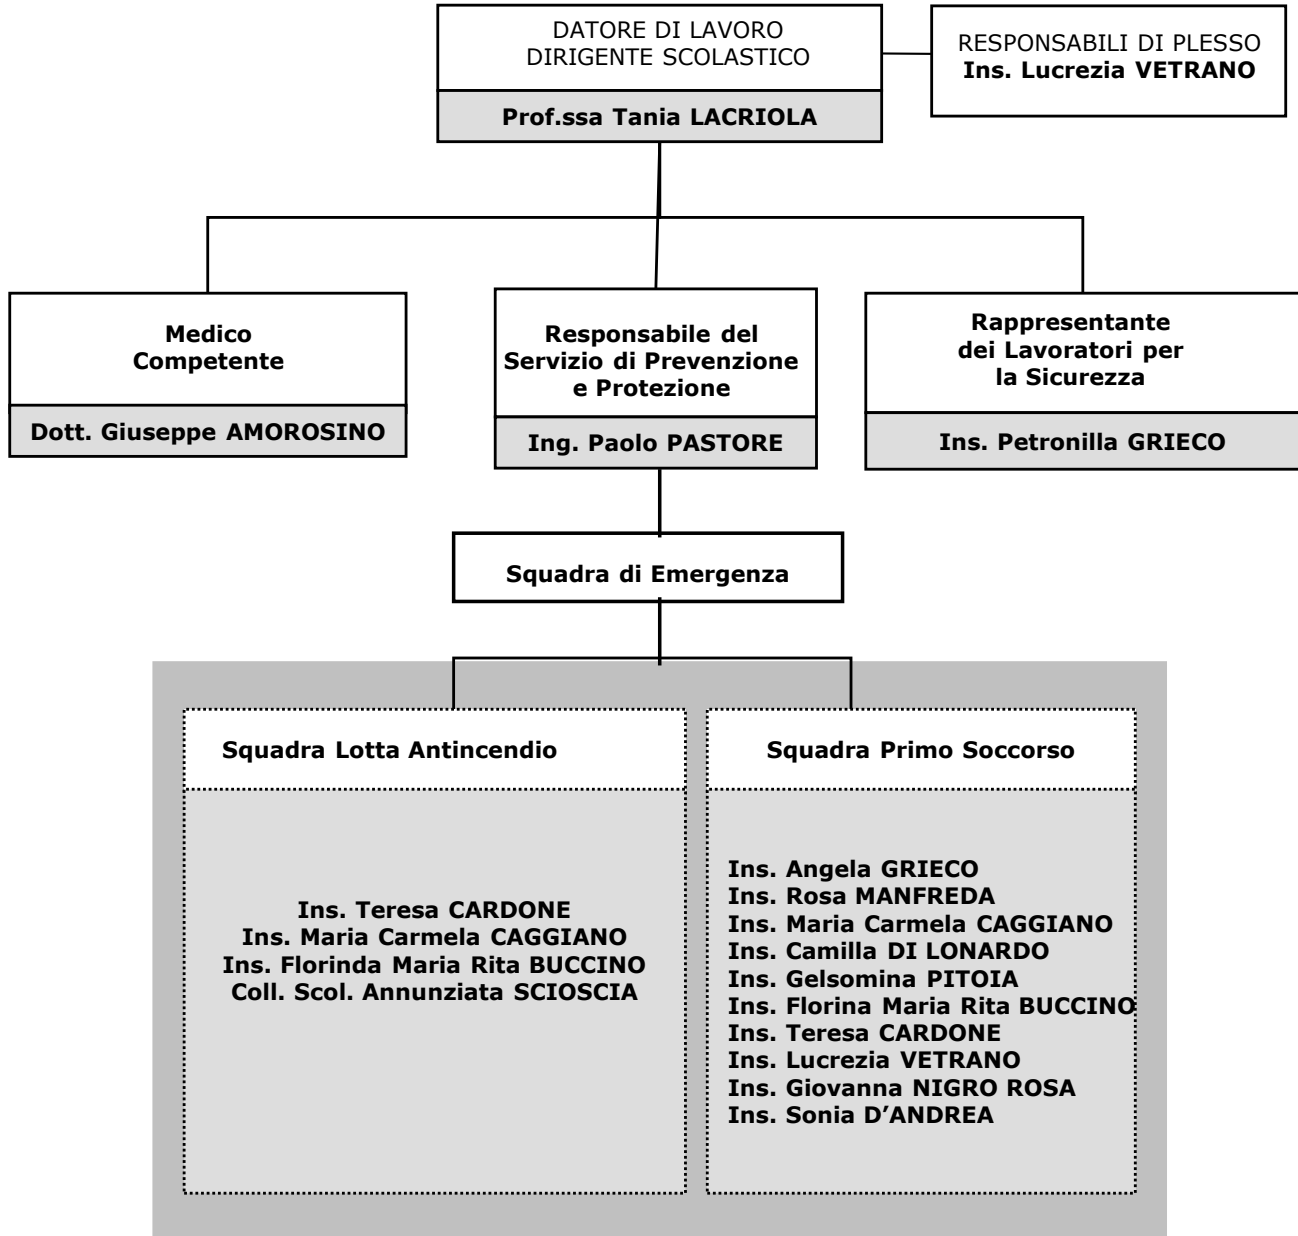 DATORE DI LAVORO
DIRIGENTE SCOLASTICO
Prof.ssa Tania LACRIOLA
RESPONSABILI DI PLESSO
Ins. Lucrezia VETRANO
Medico
Competente
Dott. Giuseppe AMOROSINO
Responsabile del
Servizio di Prevenzione
e Protezione
Ing. Paolo PASTORE
Rappresentante
dei Lavoratori per
la Sicurezza
Ins. Petronilla GRIECO
Squadra di Emergenza
Squadra Lotta Antincendio
Ins. Teresa CARDONE
Ins. Maria Carmela CAGGIANO
Ins. Florinda Maria Rita BUCCINO
Coll. Scol. Annunziata SCIOSCIA
Squadra Primo Soccorso
Ins. Angela GRIECO
Ins. Rosa MANFREDA
Ins. Maria Carmela CAGGIANO
Ins. Camilla DI LONARDO
Ins. Gelsomina PITOIA
Ins. Florina Maria Rita BUCCINO
Ins. Teresa CARDONE
Ins. Lucrezia VETRANO
Ins. Giovanna NIGRO ROSA
Ins. Sonia D’ANDREA